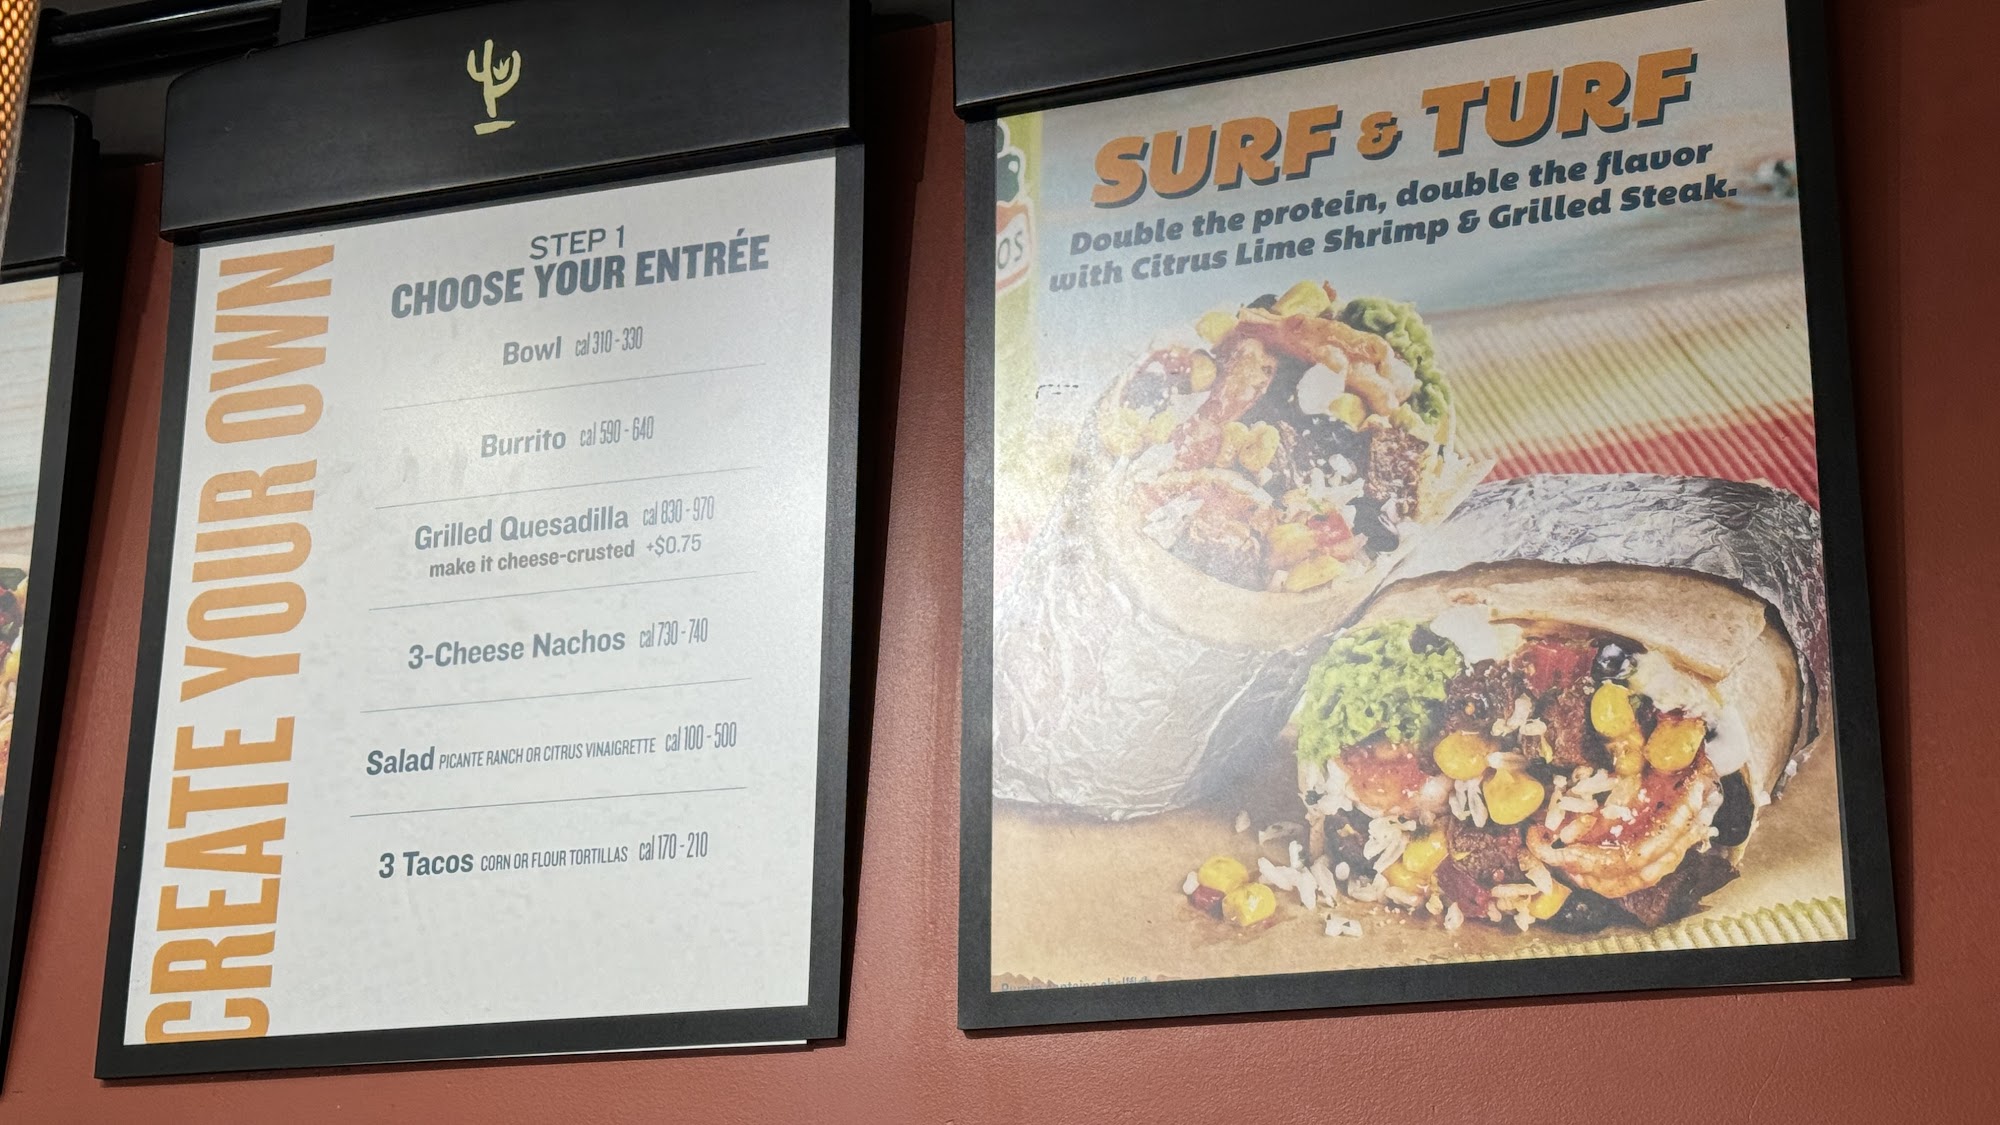 CREATE YOUR OWN
STEP 1
CHOOSE YOUR ENTRÉE
Bowl cal 310 - 330
Burrito cal 590 - 640
Grilled Quesadilla cal 830 - 970
make it cheese-crusted +$0.75
3-Cheese Nachos cal 730 - 740
Salad PICANTE RANCH OR CITRUS VINAIGRETTE cal 100 - 500
3 Tacos CORN OR FLOUR TORTILLAS cal 170 - 210
SURF & TURF
Double the protein, double the flavor
with Citrus Lime Shrimp & Grilled Steak.
OS